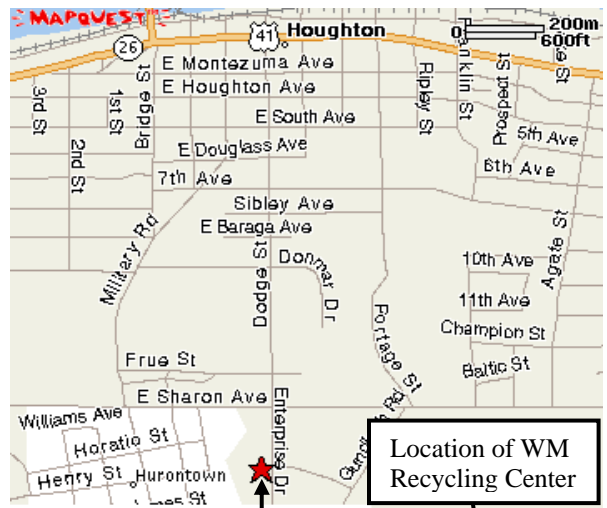 MAPQUEST
26
41
Houghton
0
200m
600ft
E Montezuma Ave
E Houghton Ave
3rd St
1st St
Bridge St
2nd St
E South Ave
Ripley St
Prospect St
5th Ave
6th Ave
E Douglass Ave
7th Ave
Sibley Ave
E Baraga Ave
Military Rd
Dodge St
Donmar Dr
Portage St
10th Ave
11th Ave
Agate St
Champion St
Baltic St
Frue St
E Sharon Ave
Enterprise Dr
Williams Ave
Horatio St
Henry St
Hurontown
Location of WM
Recycling Center